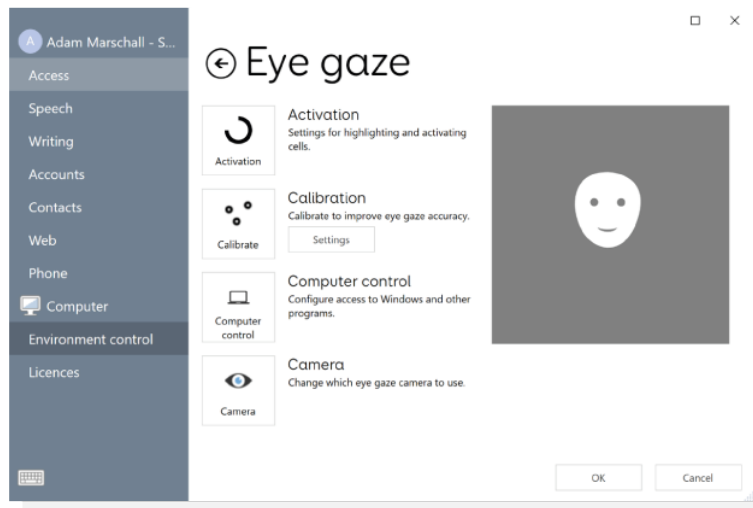 A Adam Marschall - S...
Access
Speech
Writing
Accounts
Contacts
Web
Phone
Computer
Environment control
Licences
Eye gaze
Activation
Activation
Settings for highlighting and activating
cells.
Calibrate
Calibration
Calibrate to improve eye gaze accuracy.
Settings
Computer
control
Computer control
Configure access to Windows and other
programs.
Camera
Camera
Change which eye gaze camera to use.
OK
Cancel